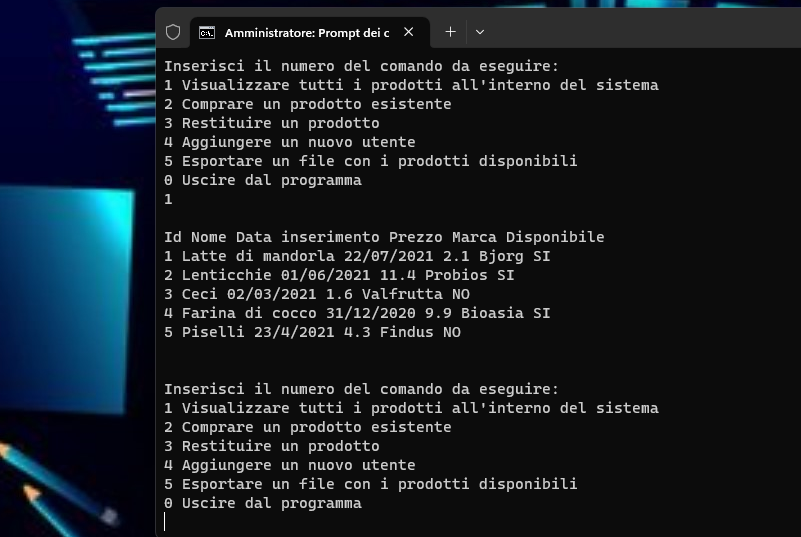 Amministratore: Prompt dei c
Inserisci il numero del comando da eseguire:
1 Visualizzare tutti i prodotti all'interno del sistema
2 Comprare un prodotto esistente
3 Restituire un prodotto
4 Aggiungere un nuovo utente
5 Esportare un file con i prodotti disponibili
0 Uscire dal programma
1
Id Nome Data inserimento Prezzo Marca Disponibile
1 Latte di mandorla 22/07/2021 2.1 Bjorg SI
2 Lenticchie 01/06/2021 11.4 Probios SI
3 Ceci 02/03/2021 1.6 Valfrutta NO
4 Farina di cocco 31/12/2020 9.9 Bioasia SI
5 Piselli 23/4/2021 4.3 Findus NO
Inserisci il numero del comando da eseguire:
1 Visualizzare tutti i prodotti all'interno del sistema
2 Comprare un prodotto esistente
3 Restituire un prodotto
4 Aggiungere un nuovo utente
5 Esportare un file con i prodotti disponibili
0 Uscire dal programma